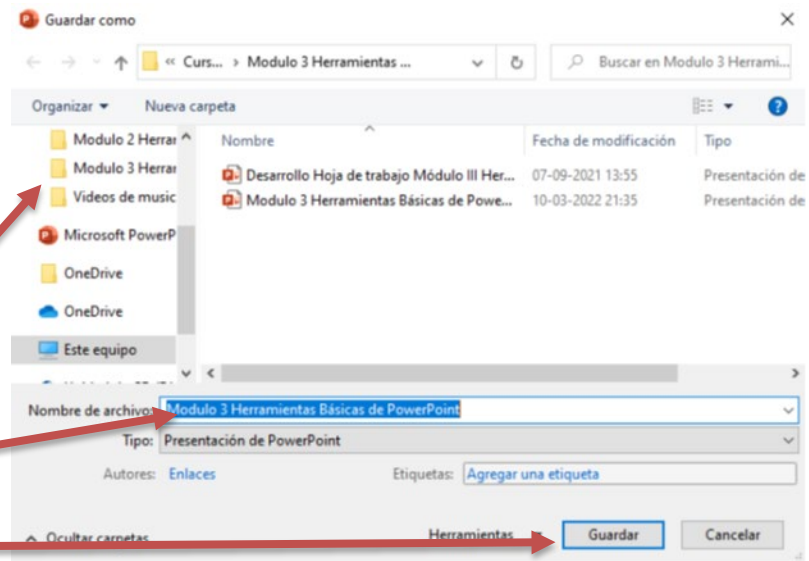 Guardar como
« Curs... › Modulo 3 Herramientas ...
Buscar en Modulo 3 Herrami...
Organizar
Nueva carpeta
Modulo 2 Herrar
Modulo 3 Herrar
Videos de music
Microsoft PowerP
OneDrive
OneDrive
Este equipo
Nombre Fecha de modificación Tipo
Desarrollo Hoja de trabajo Módulo III Her... 07-09-2021 13:55 Presentación de
Modulo 3 Herramientas Básicas de Powe... 10-03-2022 21:35 Presentación de
Nombre de archivo: Modulo 3 Herramientas Básicas de PowerPoint
Tipo: Presentación de PowerPoint
Autores: Enlaces Etiquetas: Agregar una etiqueta
Ocultar carpetas Herramientas Guardar Cancelar